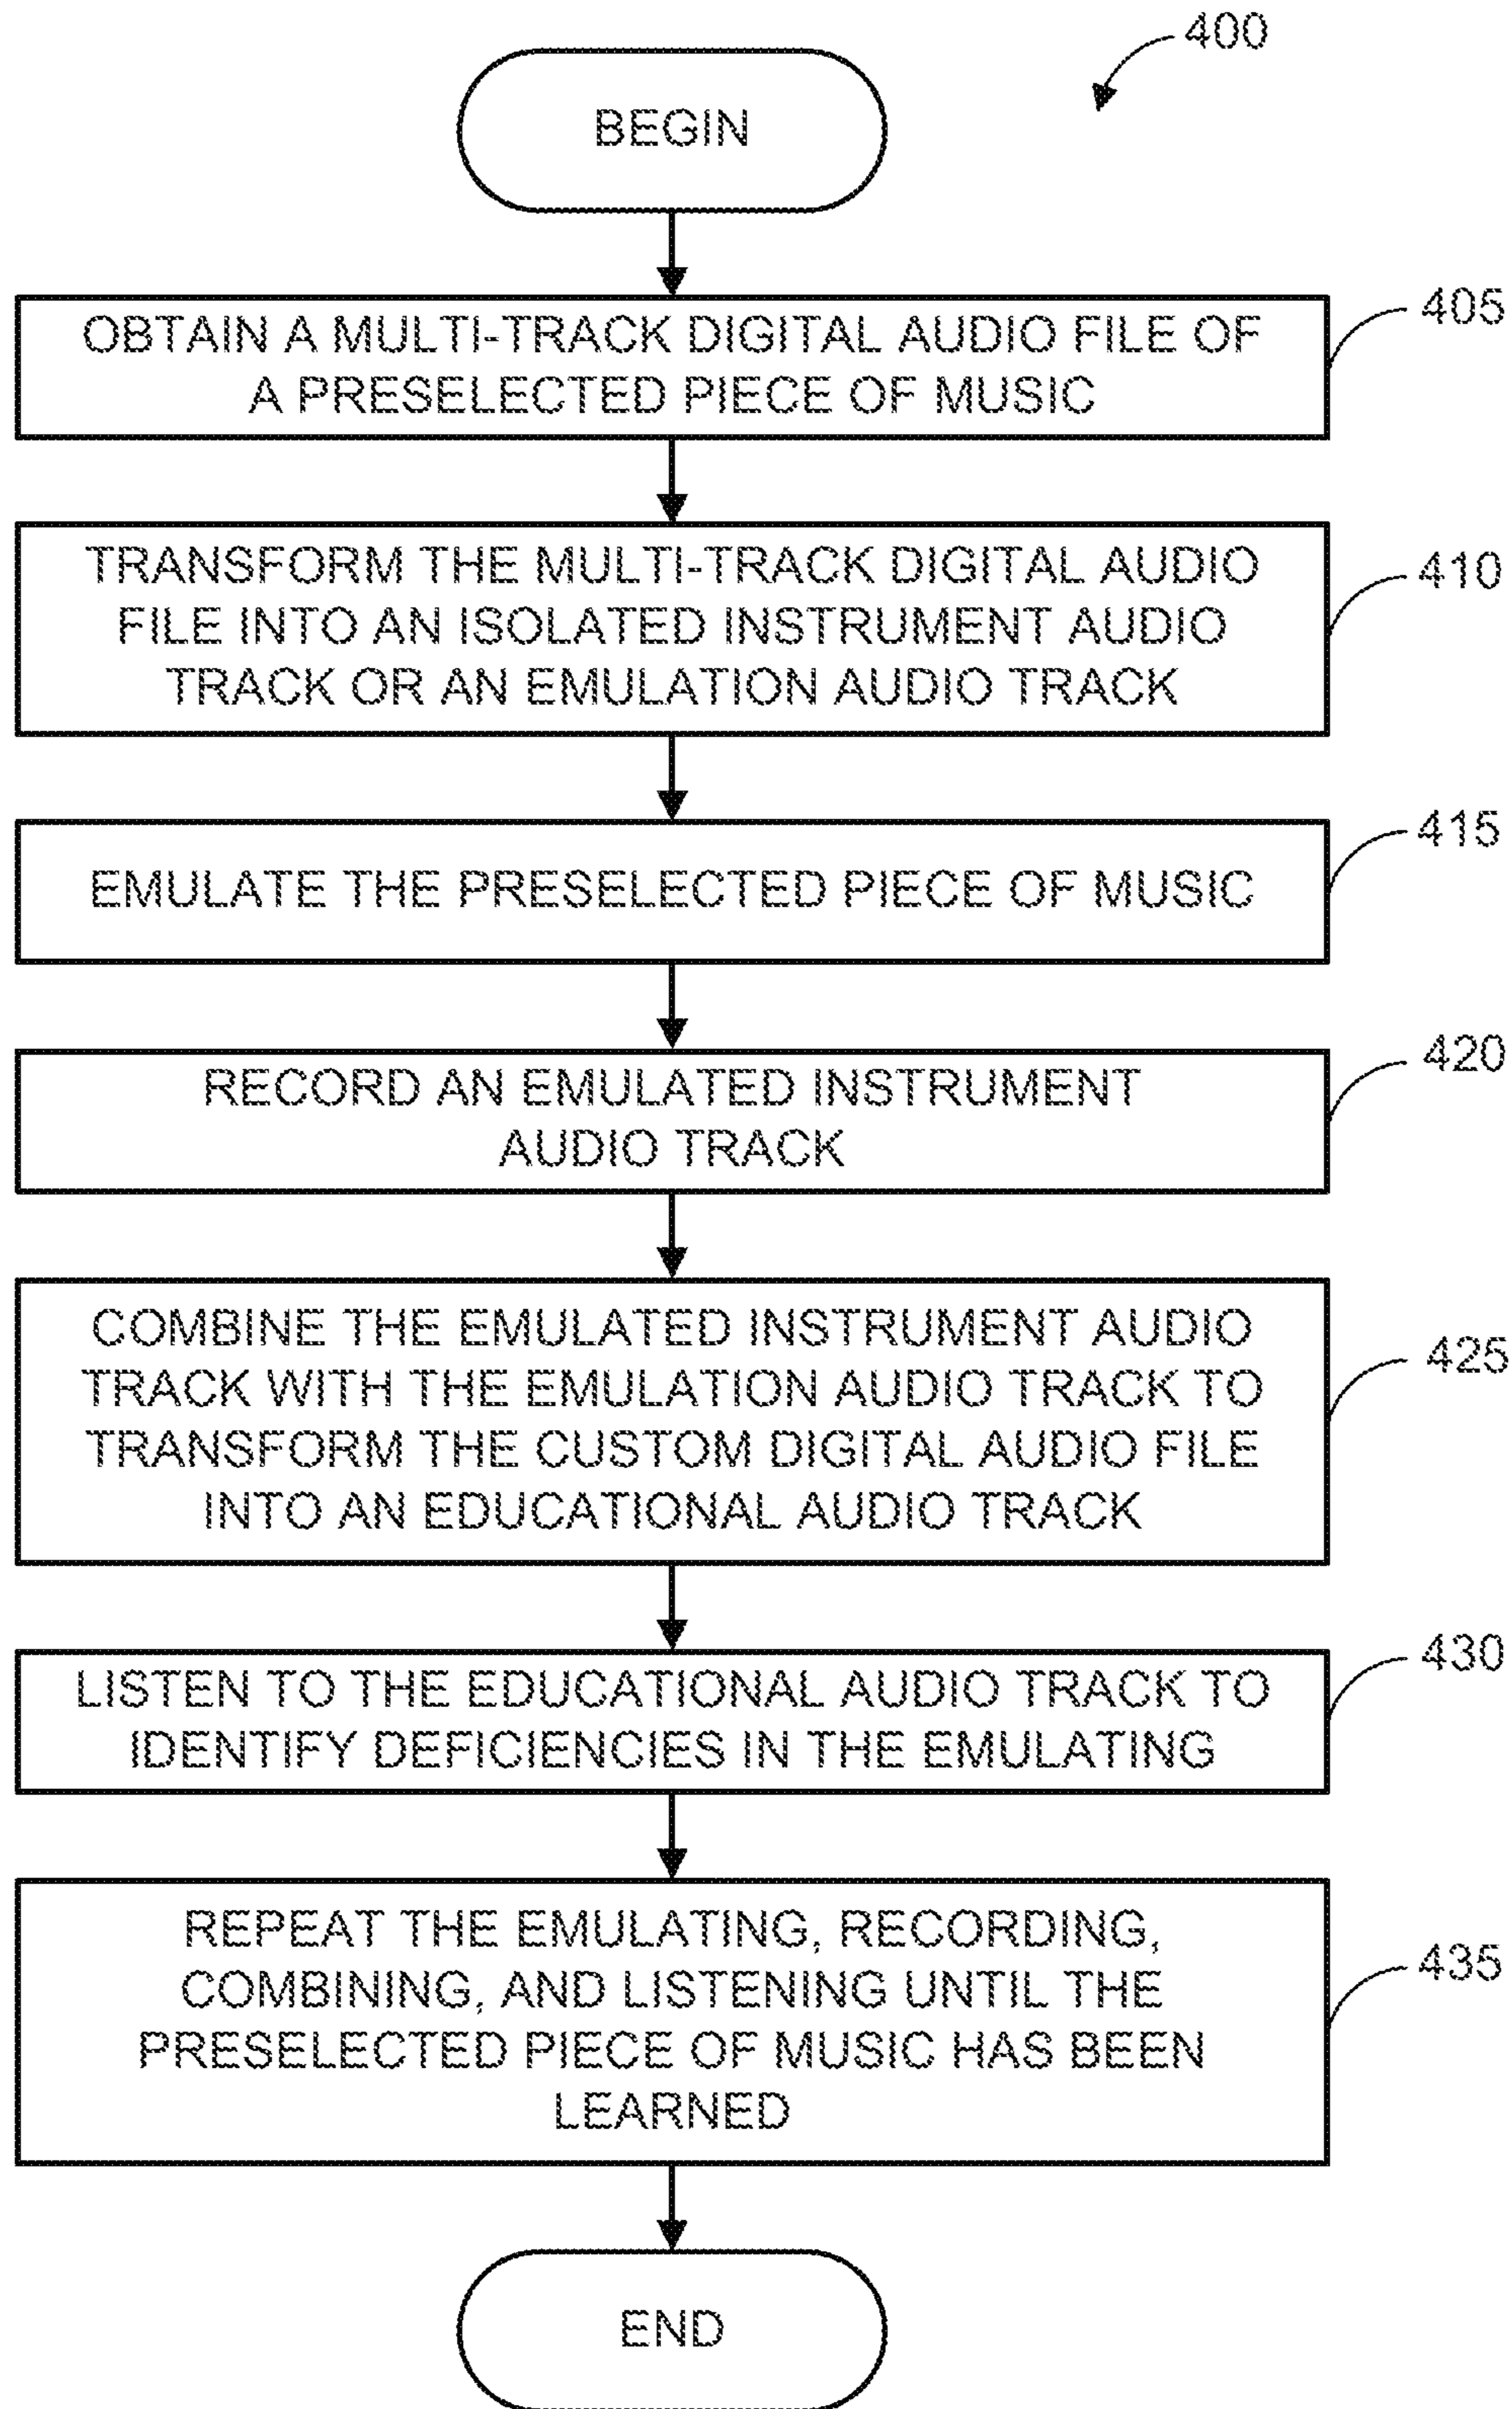 400
BEGIN
OBTAIN A MULTI-TRACK DIGITAL AUDIO FILE OF
A PRESELECTED PIECE OF MUSIC
405
TRANSFORM THE MULTI-TRACK DIGITAL AUDIO
FILE INTO AN ISOLATED INSTRUMENT AUDIO
TRACK OR AN EMULATION AUDIO TRACK
410
EMULATE THE PRESELECTED PIECE OF MUSIC
415
RECORD AN EMULATED INSTRUMENT
AUDIO TRACK
420
COMBINE THE EMULATED INSTRUMENT AUDIO
TRACK WITH THE EMULATION AUDIO TRACK TO
TRANSFORM THE CUSTOM DIGITAL AUDIO FILE
INTO AN EDUCATIONAL AUDIO TRACK
425
LISTEN TO THE EDUCATIONAL AUDIO TRACK TO
IDENTIFY DEFICIENCIES IN THE EMULATING
430
REPEAT THE EMULATING, RECORDING,
COMBINING, AND LISTENING UNTIL THE
PRESELECTED PIECE OF MUSIC HAS BEEN
LEARNED
435
END